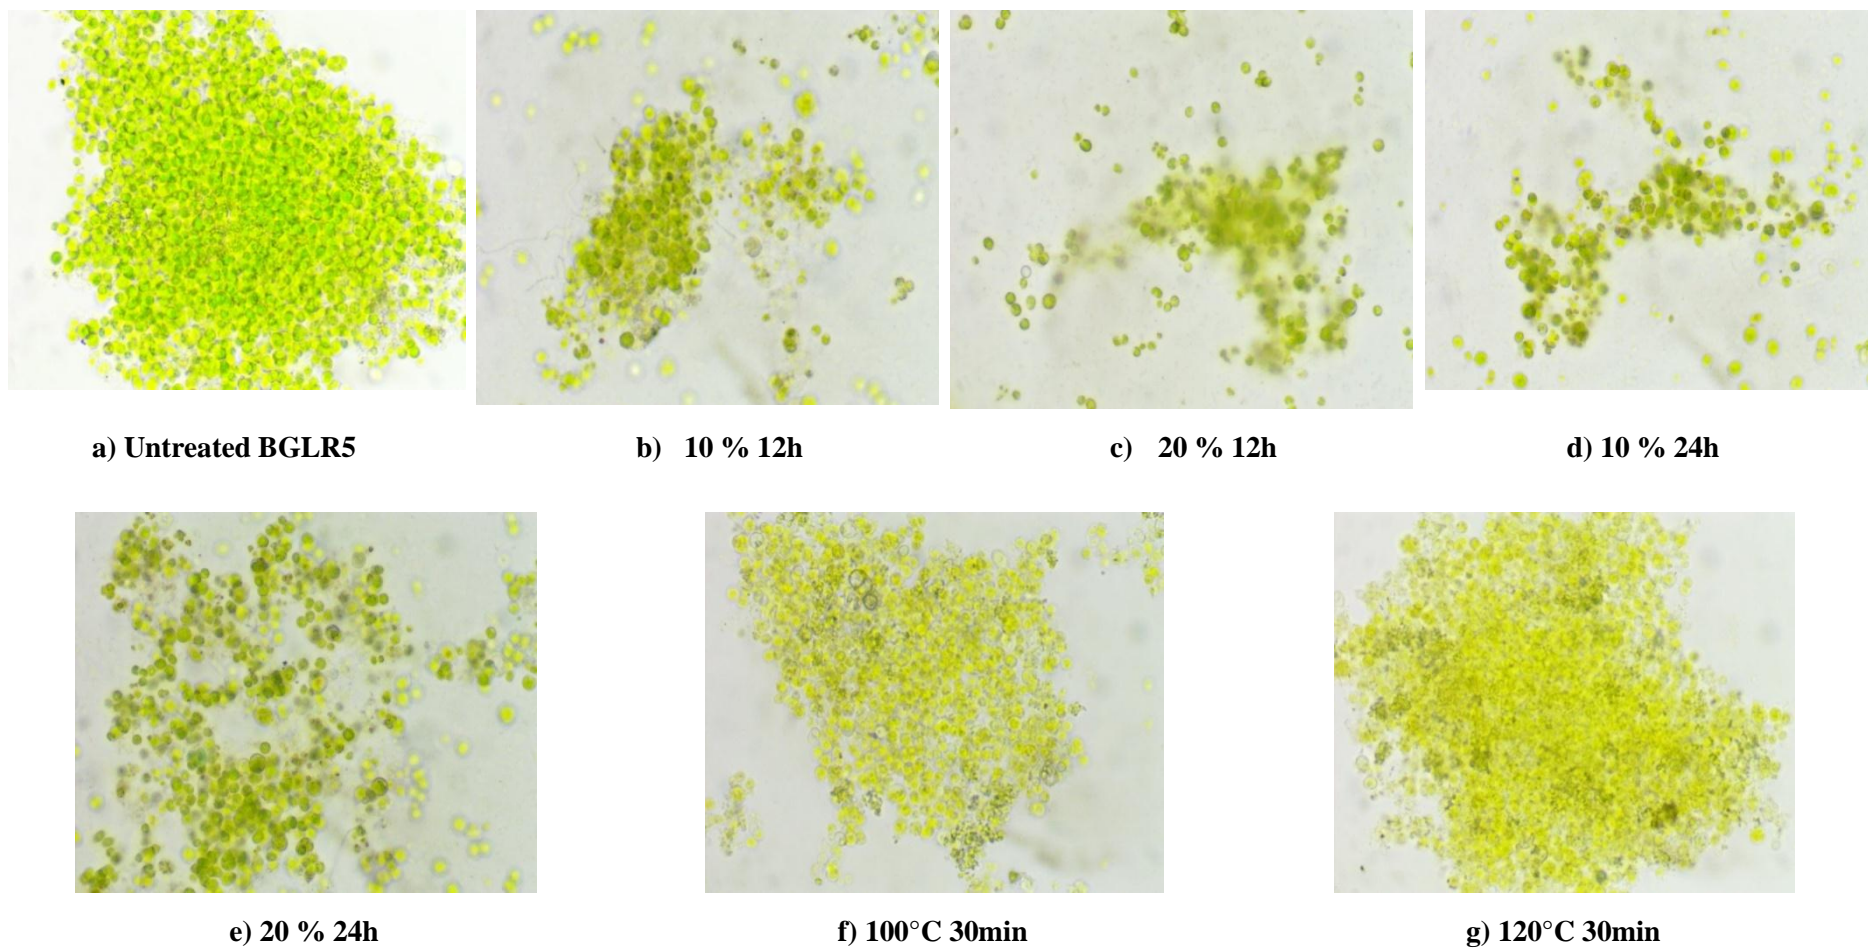 a) Untreated BGLR5
b) 10 % 12h
c) 20 % 12h
d) 10 % 24h
e) 20 % 24h
f) 100°C 30min
g) 120°C 30min